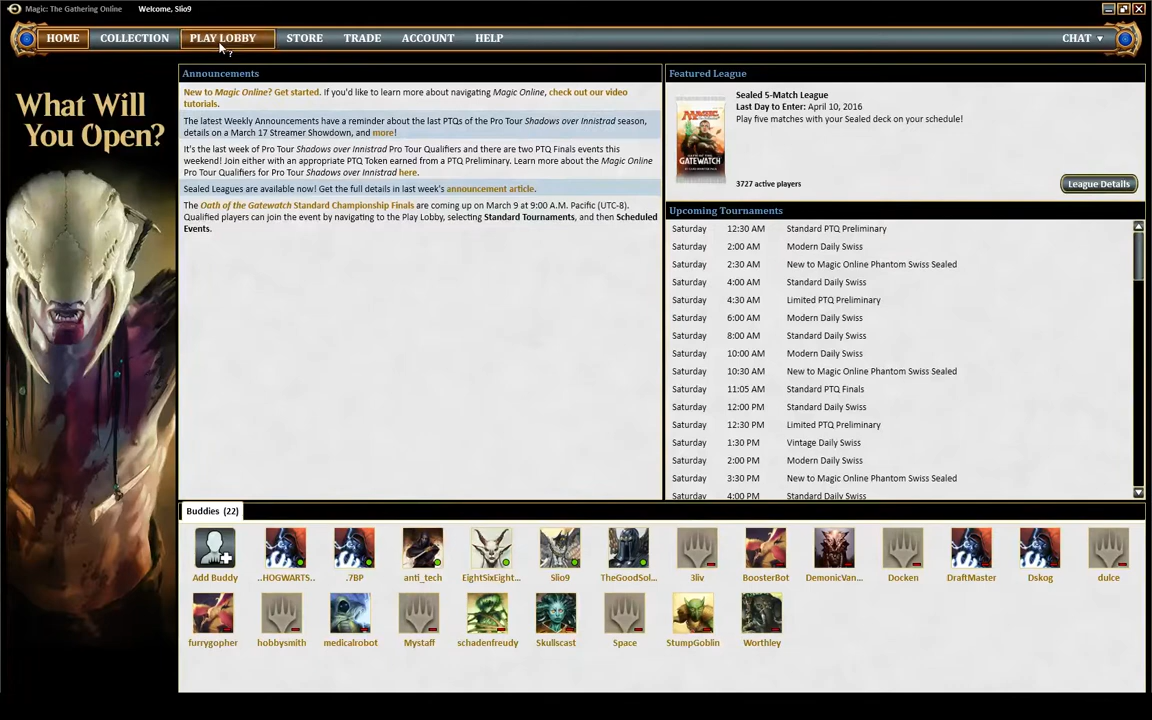 Magic: The Gathering Online Welcome, Slio9
HOME COLLECTION PLAY LOBBY STORE TRADE ACCOUNT HELP CHAT
What Will
You Open?
Announcements
New to Magic Online? Get started. If you'd like to learn more about navigating Magic Online, check out our video
tutorials.
The latest Weekly Announcements have a reminder about the last PTQs of the Pro Tour Shadows over Innistrad season,
details on a March 17 Streamer Showdown, and more!
It's the last week of Pro Tour Shadows over Innistrad Pro Tour Qualifiers and there are two PTQ Finals events this
weekend! Join either with an appropriate PTQ Token earned from a PTQ Preliminary. Learn more about the Magic Online
Pro Tour Qualifiers for Pro Tour Shadows over Innistrad here.
Sealed Leagues are available now! Get the full details in last week's announcement article.
The Oath of the Gatewatch Standard Championship Finals are coming up on March 9 at 9:00 A.M. Pacific (UTC-8).
Qualified players can join the event by navigating to the Play Lobby, selecting Standard Tournaments, and then Scheduled
Events.
Featured League
MAGIC
GATEWATCH
Sealed 5-Match League
Last Day to Enter: April 10, 2016
Play five matches with your Sealed deck on your schedule!
3727 active players
League Details
Upcoming Tournaments
Saturday 12:30 AM Standard PTQ Preliminary
Saturday 2:00 AM Modern Daily Swiss
Saturday 2:30 AM New to Magic Online Phantom Swiss Sealed
Saturday 4:00 AM Standard Daily Swiss
Saturday 4:30 AM Limited PTQ Preliminary
Saturday 6:00 AM Modern Daily Swiss
Saturday 8:00 AM Standard Daily Swiss
Saturday 10:00 AM Modern Daily Swiss
Saturday 10:30 AM New to Magic Online Phantom Swiss Sealed
Saturday 11:05 AM Standard PTQ Finals
Saturday 12:00 PM Standard Daily Swiss
Saturday 12:30 PM Limited PTQ Preliminary
Saturday 1:30 PM Vintage Daily Swiss
Saturday 2:00 PM Modern Daily Swiss
Saturday 3:30 PM New to Magic Online Phantom Swiss Sealed
Saturday 4:00 PM Standard Daily Swiss
Buddies (22)
Add Buddy ..HOGWARTS.. .7BP anti_tech EightSixEight... Slio9 TheGoodSol... 3liv BoosterBot DemonicVan... Docken DraftMaster Dskog dulce
furrygopher hobbysmith medicalrobot Mystaff schadenfreudy Skullscast Space StumpGoblin Worthley